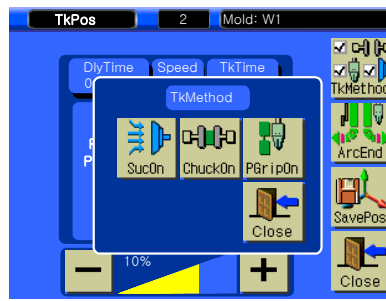 TkPos 2 Mold: W1
DlyTime Speed TkTime
TkMethod
TkMethod
SucOn ChuckOn PGripOn
ArcEnd
SavePos
Close
10%
Close